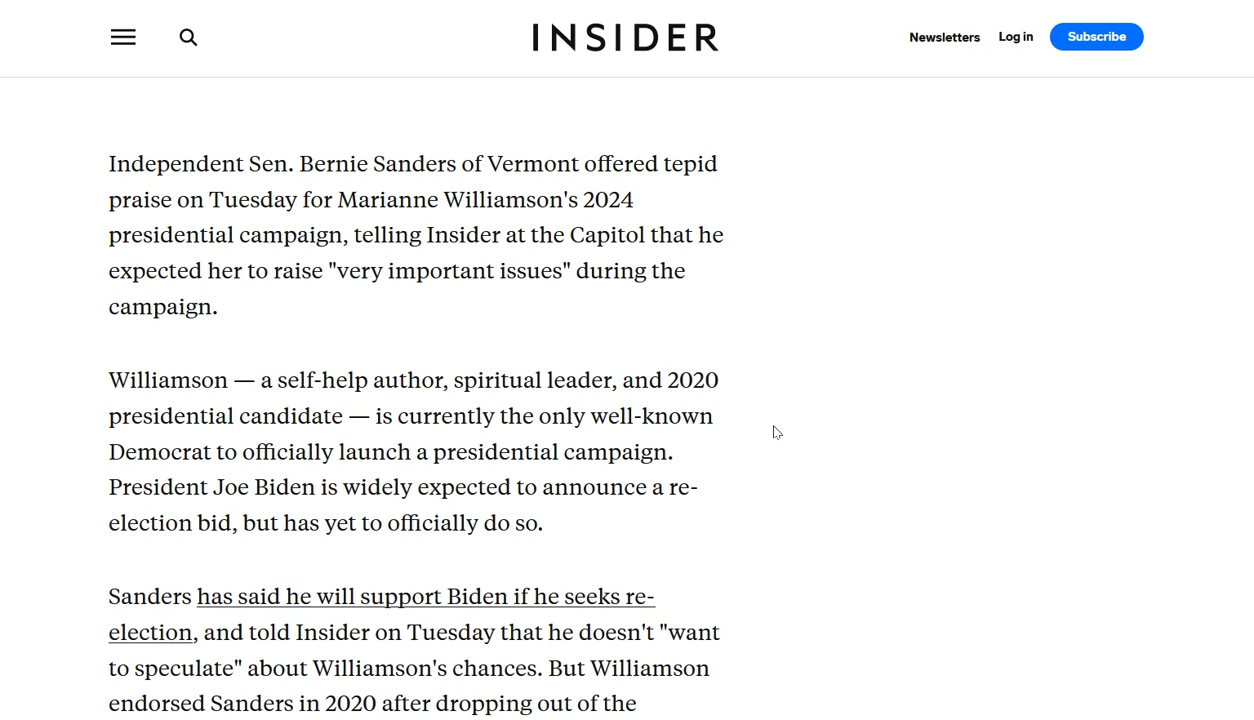 INSIDER
Newsletters
Log in
Subscribe
Independent Sen. Bernie Sanders of Vermont offered tepid
praise on Tuesday for Marianne Williamson's 2024
presidential campaign, telling Insider at the Capitol that he
expected her to raise "very important issues" during the
campaign.
Williamson — a self-help author, spiritual leader, and 2020
presidential candidate — is currently the only well-known
Democrat to officially launch a presidential campaign.
President Joe Biden is widely expected to announce a re-
election bid, but has yet to officially do so.
Sanders has said he will support Biden if he seeks re-
election, and told Insider on Tuesday that he doesn't "want
to speculate" about Williamson's chances. But Williamson
endorsed Sanders in 2020 after dropping out of the